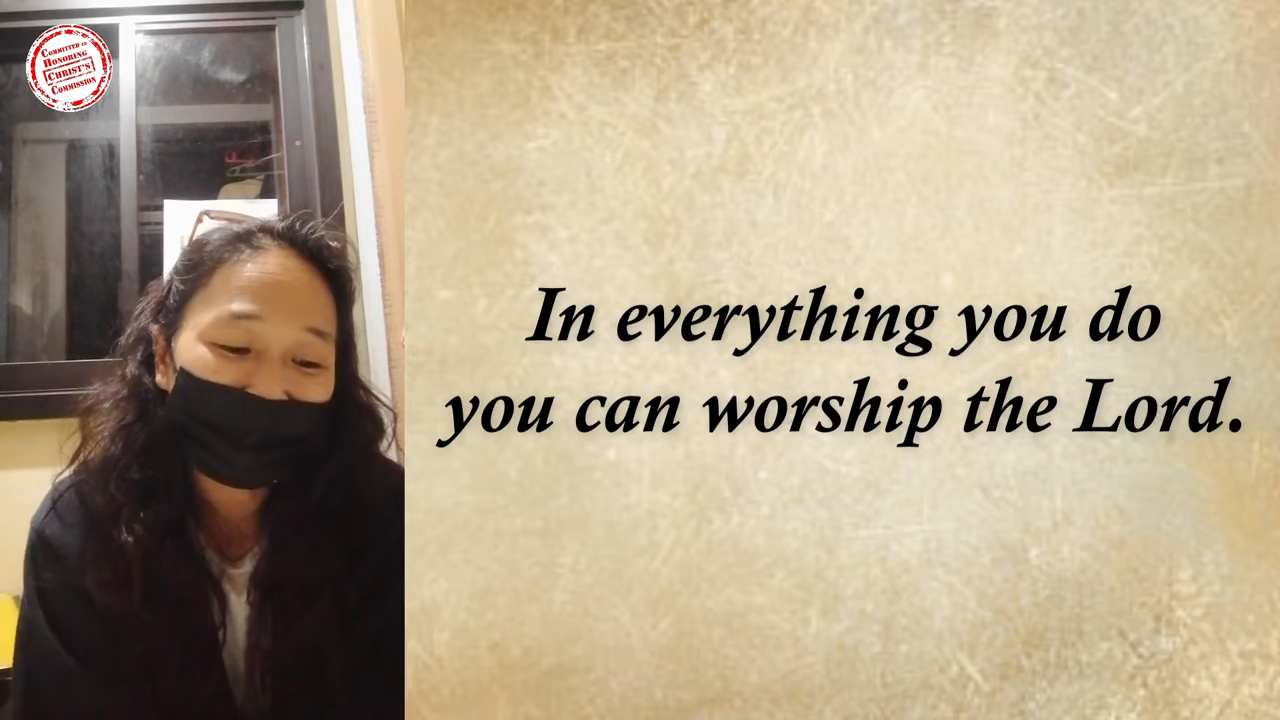 COMMITTED TO
HONORING
CHRIST'S
COMMISSION
In everything you do
you can worship the Lord.